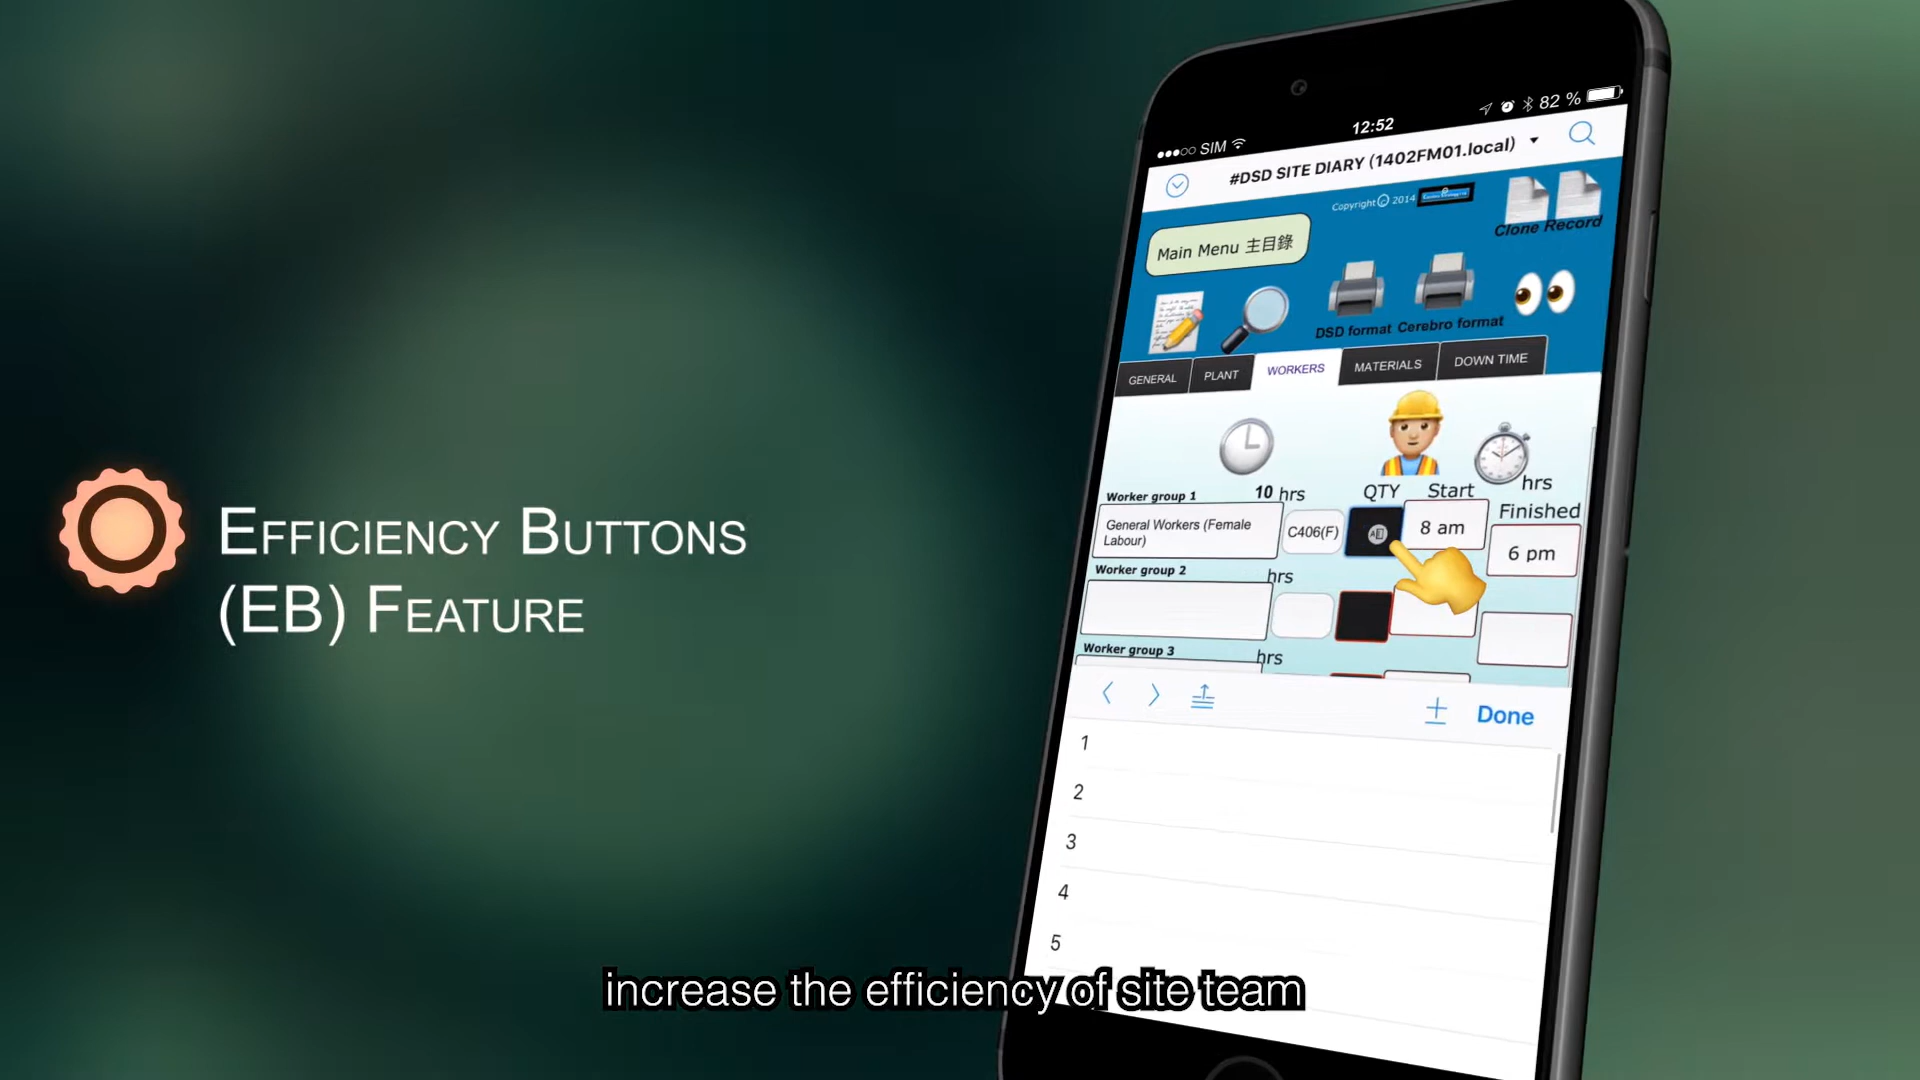 EFFICIENCY BUTTONS
(EB) FEATURE
SIM
12:52
82 %
#DSD SITE DIARY (1402FM01.local)
Copyright © 2014
Clone Record
Main Menu 主目錄
DSD format
Cerebro format
GENERAL
PLANT
WORKERS
MATERIALS
DOWN TIME
Worker group 1
10 hrs
QTY
Start
hrs
Finished
General Workers (Female
Labour)
C406(F)
8 am
6 pm
Worker group 2
hrs
Worker group 3
hrs
Done
1
2
3
4
5
increase the efficiency of site team